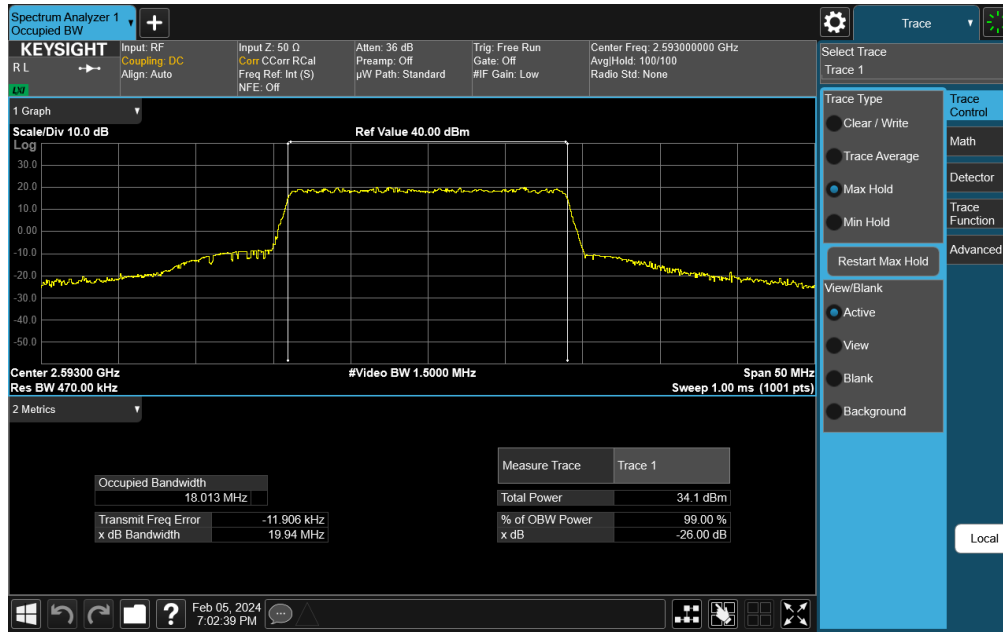 Spectrum Analyzer 1
Occupied BW
Trace
KEYSIGHT
R L
LXI
Input: RF
Coupling: DC
Align: Auto
Input Z: 50 Ω
Corr CCorr RCal
Freq Ref: Int (S)
NFE: Off
Atten: 36 dB
Preamp: Off
µW Path: Standard
Trig: Free Run
Gate: Off
#IF Gain: Low
Center Freq: 2.593000000 GHz
Avg|Hold: 100/100
Radio Std: None
Select Trace
Trace 1
1 Graph
Scale/Div 10.0 dB
Ref Value 40.00 dBm
Log
30.0
20.0
10.0
0.00
-10.0
-20.0
-30.0
-40.0
-50.0
Center 2.59300 GHz
#Video BW 1.5000 MHz
Span 50 MHz
Res BW 470.00 kHz
Sweep 1.00 ms (1001 pts)
2 Metrics
Occupied Bandwidth
18.013 MHz
Transmit Freq Error -11.906 kHz
x dB Bandwidth 19.94 MHz
Measure Trace Trace 1
Total Power 34.1 dBm
% of OBW Power 99.00 %
x dB -26.00 dB
Trace Type
Clear / Write
Trace Average
Max Hold
Min Hold
Restart Max Hold
View/Blank
Active
View
Blank
Background
Trace
Control
Math
Detector
Trace
Function
Advanced
Local
?
Feb 05, 2024
7:02:39 PM